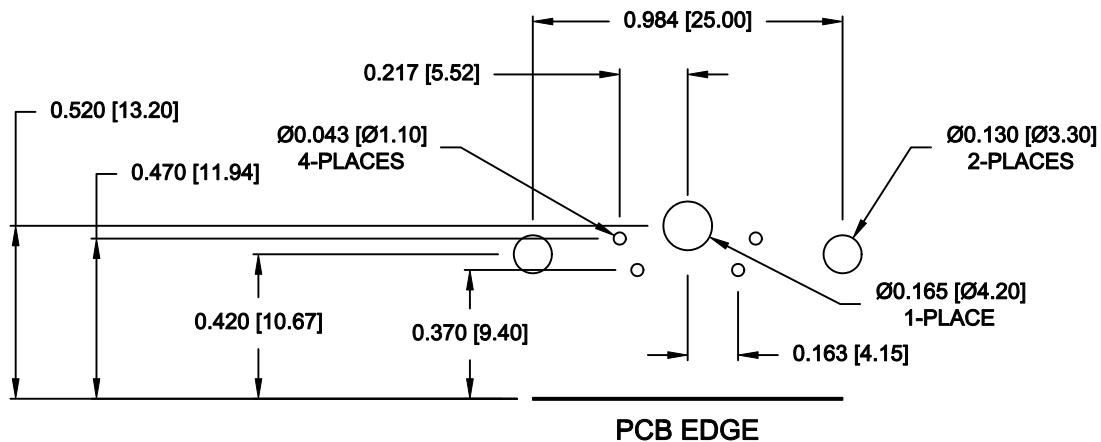 0.984 [25.00]
0.217 [5.52]
0.520 [13.20]
Ø0.043 [Ø1.10]
4-PLACES
Ø0.130 [Ø3.30]
2-PLACES
0.470 [11.94]
Ø0.165 [Ø4.20]
1-PLACE
0.420 [10.67]
0.370 [9.40]
0.163 [4.15]
PCB EDGE